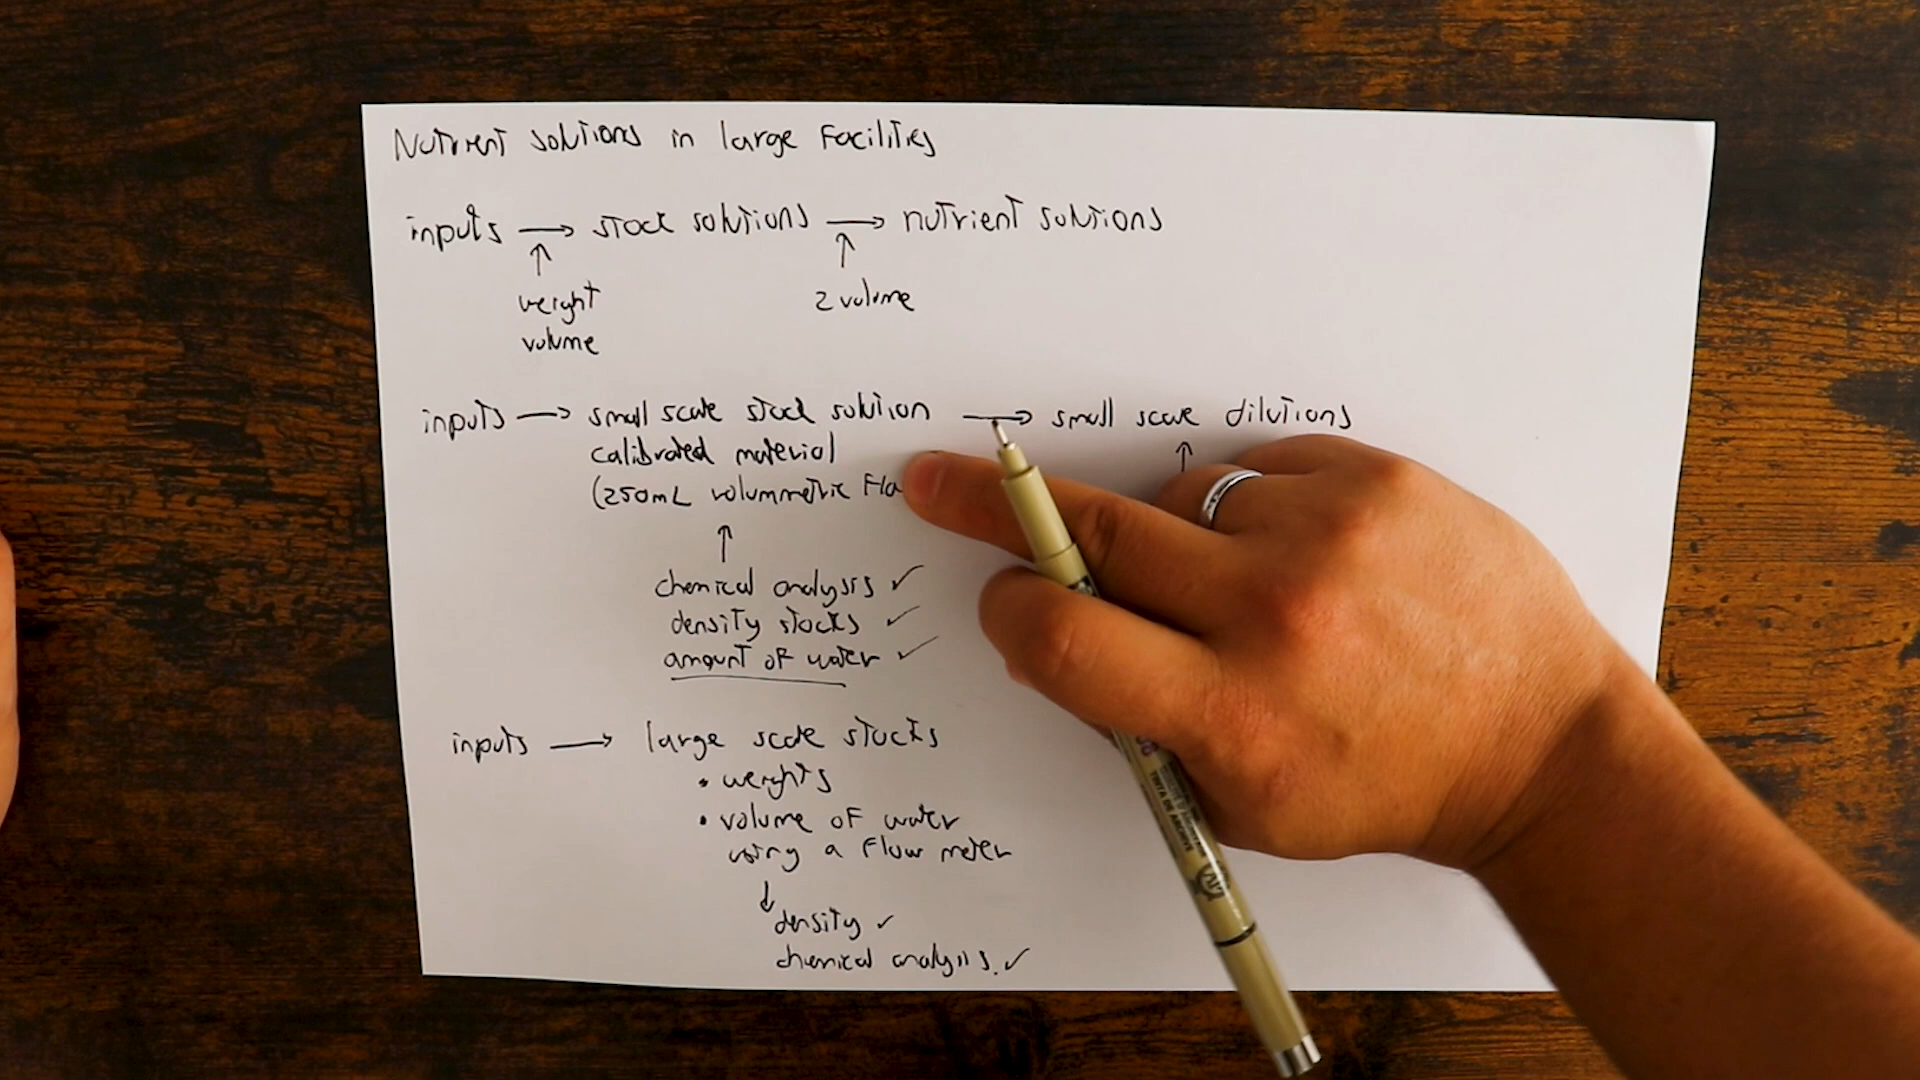 Nutrient solutions in large facilities
inputs → stock solutions → nutrient solutions
↑ ↑
weight 2 volume
volume
inputs → small scale stock solution → small scale dilutions
calibrated material ↑
(250mL volummetric Fla
↑
chemical analysis ✓
density stocks ✓
amount of water ✓
inputs → large scale stocks
• weights
• volume of water
using a flow meter
↓
density ✓
chemical analysis. ✓